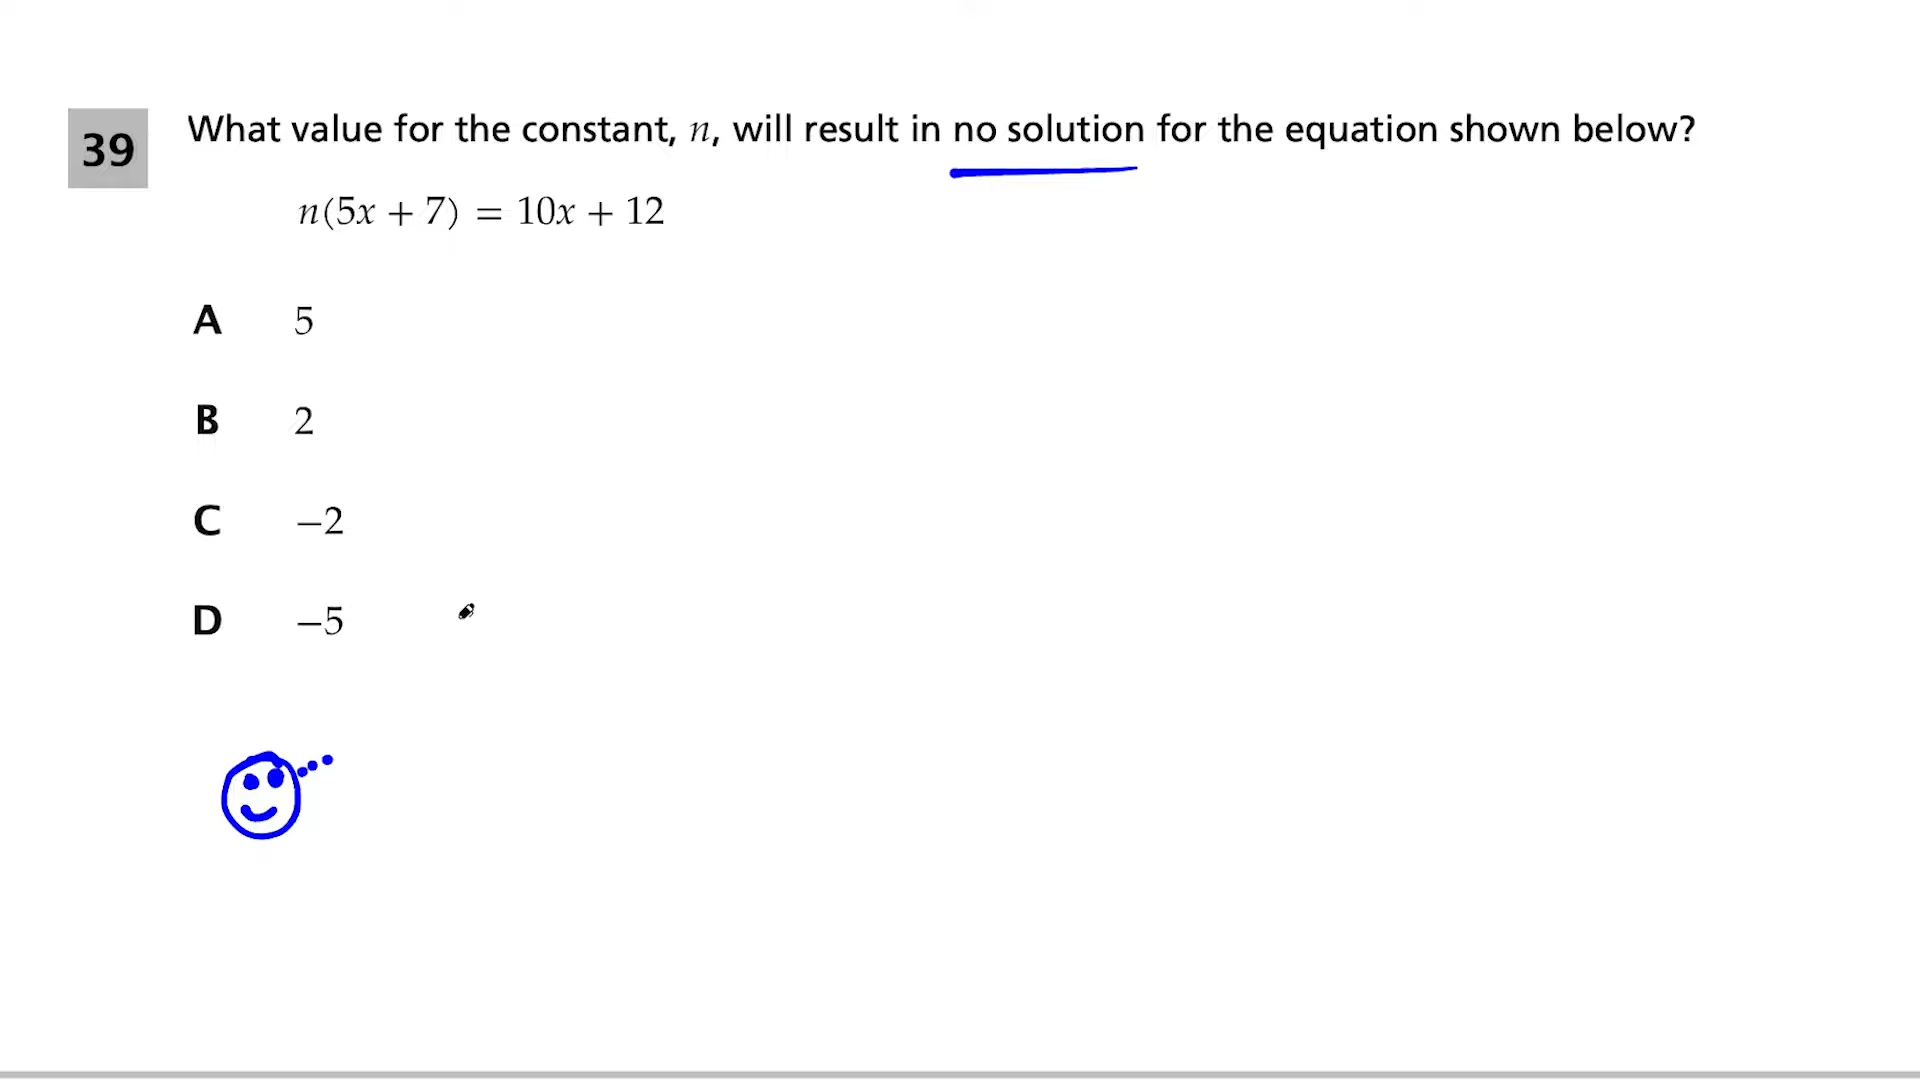 39 What value for the constant, n, will result in no solution for the equation shown below?
n(5x + 7) = 10x + 12
A 5
B 2
C −2
D −5